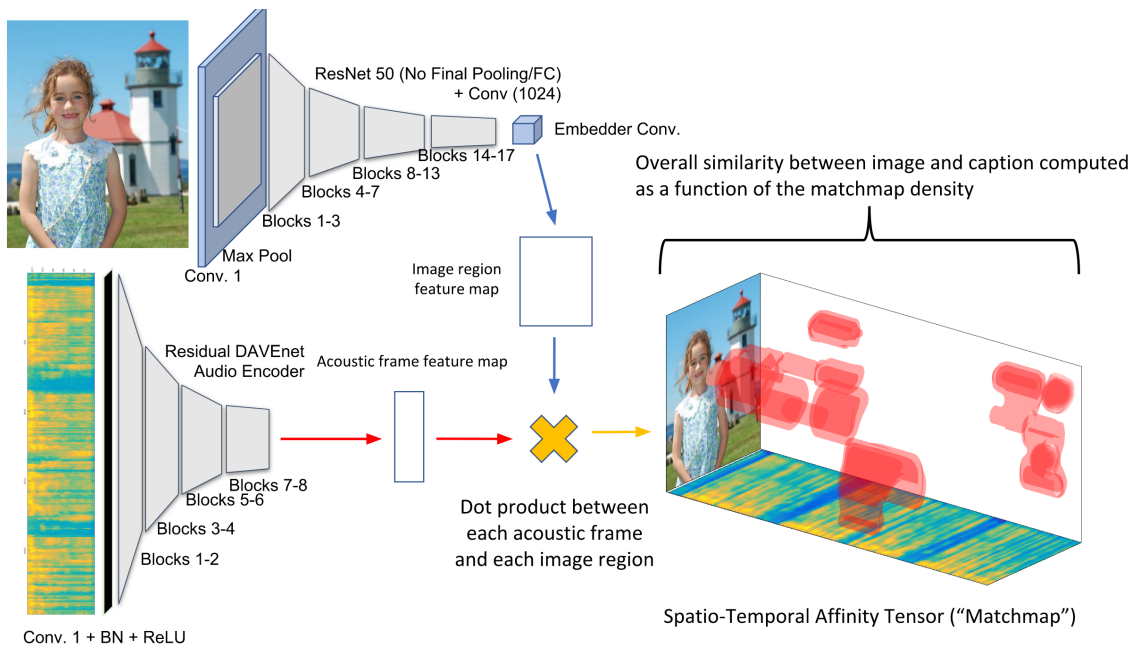 ResNet 50 (No Final Pooling/FC)
+ Conv (1024)
Embedder Conv.
Blocks 14-17
Blocks 8-13
Blocks 4-7
Blocks 1-3
Max Pool
Conv. 1
Image region
feature map
Overall similarity between image and caption computed
as a function of the matchmap density
Residual DAVEnet
Audio Encoder
Acoustic frame feature map
Blocks 7-8
Blocks 5-6
Blocks 3-4
Blocks 1-2
Conv. 1 + BN + ReLU
Dot product between
each acoustic frame
and each image region
Spatio-Temporal Affinity Tensor (“Matchmap”)